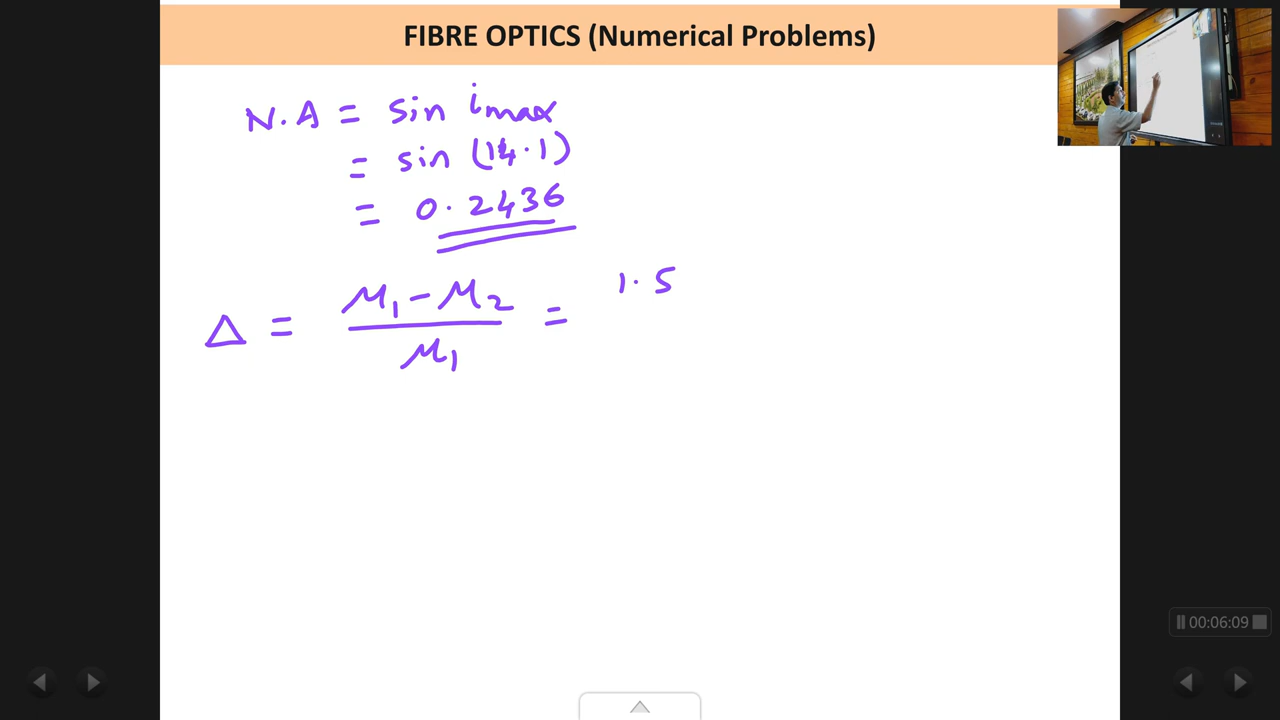 FIBRE OPTICS (Numerical Problems)
N.A = sin imax
= sin (14.1)
= 0.2436
Δ = μ1 - μ2 / μ1 = 1.5
00:06:09